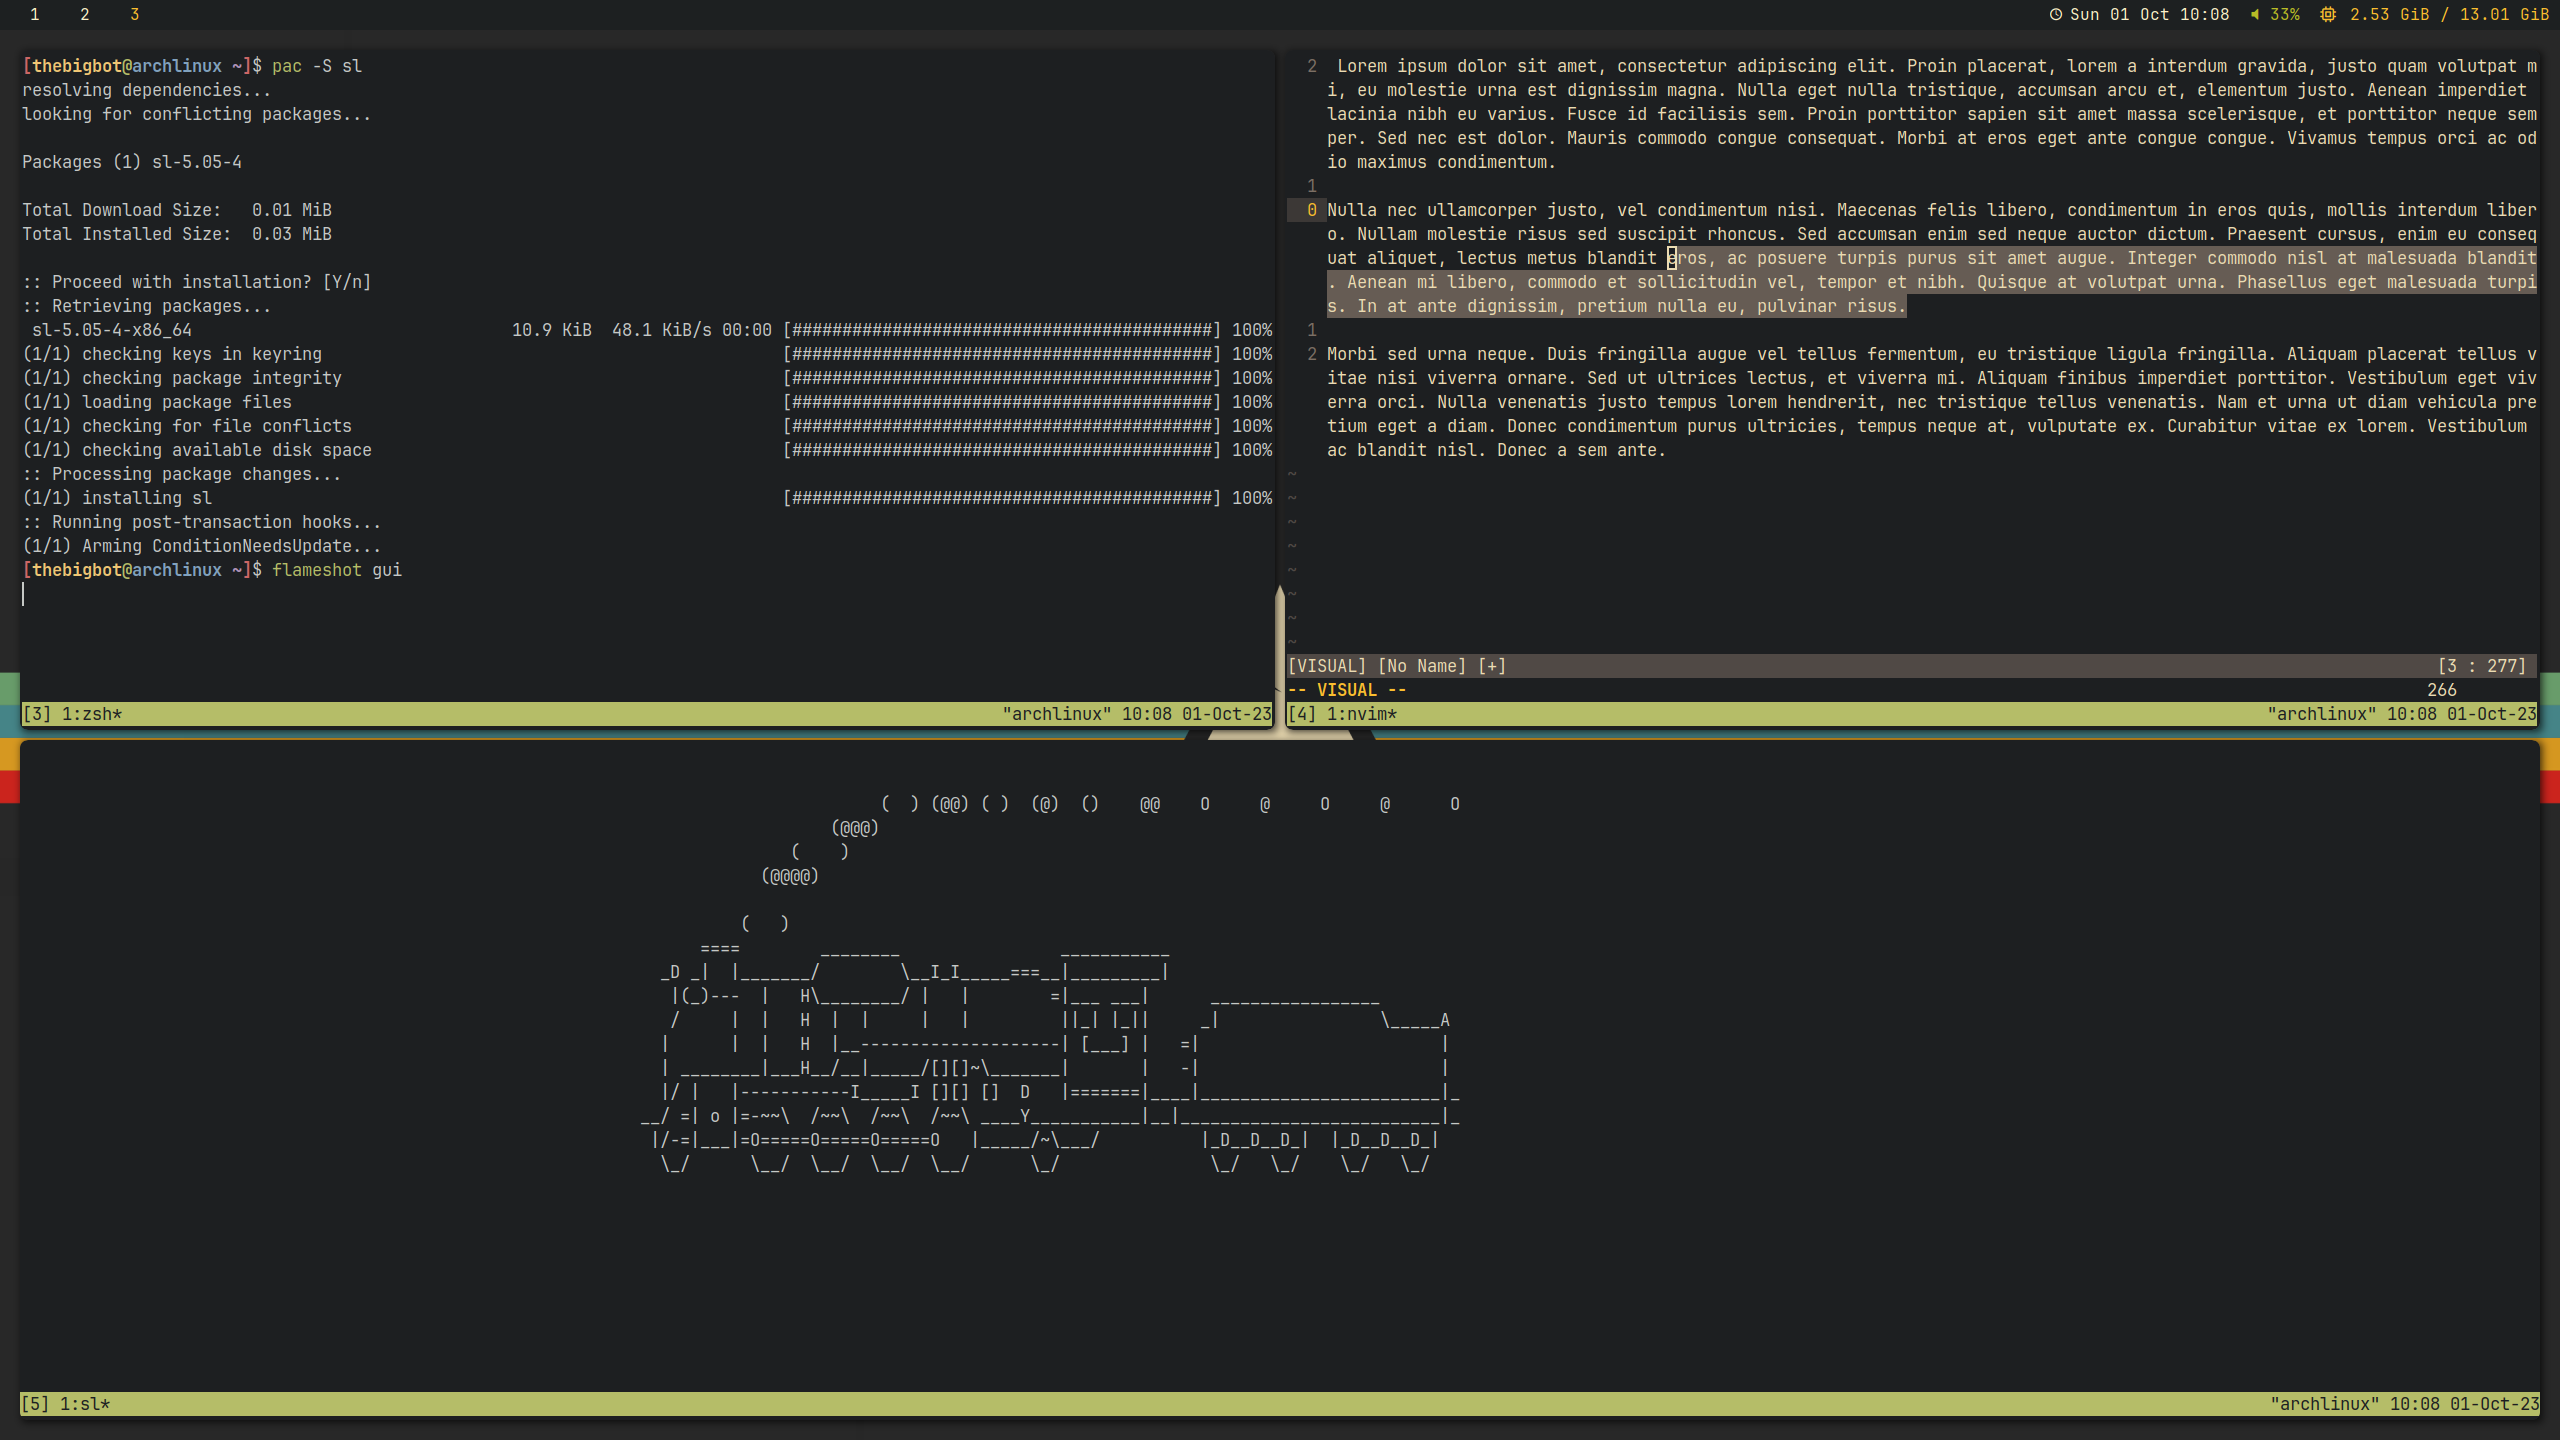 1 2 3 Sun 01 Oct 10:08 33% 2.53 GiB / 13.01 GiB
[thebigbot@archlinux ~]$ pac -S sl
resolving dependencies...
looking for conflicting packages...
Packages (1) sl-5.05-4
Total Download Size:   0.01 MiB
Total Installed Size:  0.03 MiB
:: Proceed with installation? [Y/n]
:: Retrieving packages...
 sl-5.05-4-x86_64 10.9 KiB  48.1 KiB/s 00:00 [##########################################] 100%
(1/1) checking keys in keyring [##########################################] 100%
(1/1) checking package integrity [##########################################] 100%
(1/1) loading package files [##########################################] 100%
(1/1) checking for file conflicts [##########################################] 100%
(1/1) checking available disk space [##########################################] 100%
:: Processing package changes...
(1/1) installing sl [##########################################] 100%
:: Running post-transaction hooks...
(1/1) Arming ConditionNeedsUpdate...
[thebigbot@archlinux ~]$ flameshot gui
[3] 1:zsh* "archlinux" 10:08 01-Oct-23
2  Lorem ipsum dolor sit amet, consectetur adipiscing elit. Proin placerat, lorem a interdum gravida, justo quam volutpat m
i, eu molestie urna est dignissim magna. Nulla eget nulla tristique, accumsan arcu et, elementum justo. Aenean imperdiet
lacinia nibh eu varius. Fusce id facilisis sem. Proin porttitor sapien sit amet massa scelerisque, et porttitor neque sem
per. Sed nec est dolor. Mauris commodo congue consequat. Morbi at eros eget ante congue congue. Vivamus tempus orci ac od
io maximus condimentum.
1
0 Nulla nec ullamcorper justo, vel condimentum nisi. Maecenas felis libero, condimentum in eros quis, mollis interdum liber
o. Nullam molestie risus sed suscipit rhoncus. Sed accumsan enim sed neque auctor dictum. Praesent cursus, enim eu conseq
uat aliquet, lectus metus blandit eros, ac posuere turpis purus sit amet augue. Integer commodo nisl at malesuada blandit
. Aenean mi libero, commodo et sollicitudin vel, tempor et nibh. Quisque at volutpat urna. Phasellus eget malesuada turpi
s. In at ante dignissim, pretium nulla eu, pulvinar risus.
1
2 Morbi sed urna neque. Duis fringilla augue vel tellus fermentum, eu tristique ligula fringilla. Aliquam placerat tellus v
itae nisi viverra ornare. Sed ut ultrices lectus, et viverra mi. Aliquam finibus imperdiet porttitor. Vestibulum eget viv
erra orci. Nulla venenatis justo tempus lorem hendrerit, nec tristique tellus venenatis. Nam et urna ut diam vehicula pre
tium eget a diam. Donec condimentum purus ultricies, tempus neque at, vulputate ex. Curabitur vitae ex lorem. Vestibulum
ac blandit nisl. Donec a sem ante.
~
~
~
~
~
~
~
~
[VISUAL] [No Name] [+] [3 : 277]
-- VISUAL -- 266
[4] 1:nvim* "archlinux" 10:08 01-Oct-23
                        (  ) (@@) ( )  (@)  ()    @@    O     @     O     @      O
                   (@@@)
               (    )
            (@@@@)

          (   )
      ====        ________                ___________
  _D _|  |_______/        \__I_I_____===__|_________|
   |(_)---  |   H\________/ |   |        =|___ ___|      _________________
   /     |  |   H  |  |     |   |         ||_| |_||     _|                \_____A
  |      |  |   H  |__--------------------| [___] |   =|                        |
  | ________|___H__/__|_____/[][]~\_______|       |   -|                        |
  |/ |   |-----------I_____I [][] []  D   |=======|____|________________________|_
__/ =| o |=-~~\  /~~\  /~~\  /~~\ ____Y___________|__|__________________________|_
 |/-=|___|=O=====O=====O=====O   |_____/~\___/          |_D__D__D_|  |_D__D__D_|
  \_/      \__/  \__/  \__/  \__/      \_/               \_/   \_/    \_/   \_/
[5] 1:sl* "archlinux" 10:08 01-Oct-23